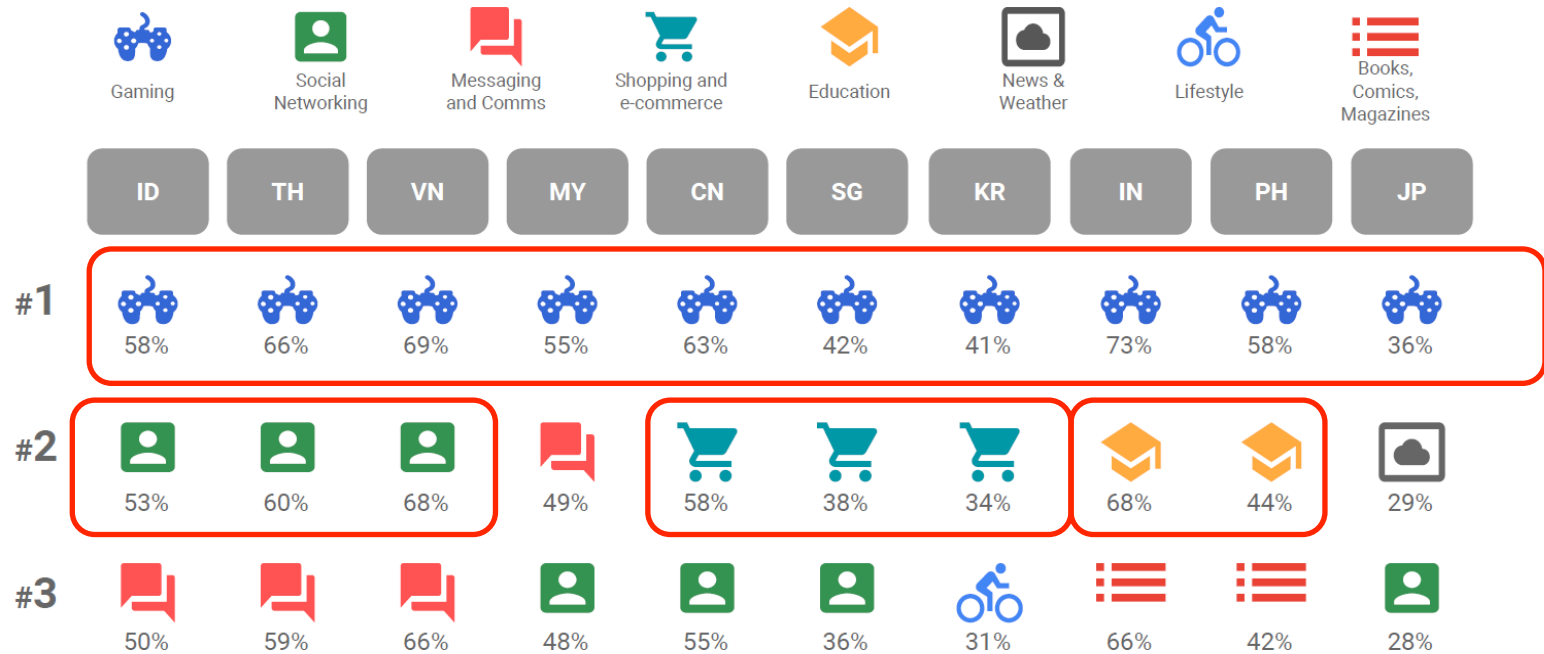 Gaming
Social
Networking
Messaging
and Comms
Shopping and
e-commerce
Education
News &
Weather
Lifestyle
Books,
Comics,
Magazines
ID TH VN MY CN SG KR IN PH JP
#1
58% 66% 69% 55% 63% 42% 41% 73% 58% 36%
#2
53% 60% 68% 49% 58% 38% 34% 68% 44% 29%
#3
50% 59% 66% 48% 55% 36% 31% 66% 42% 28%